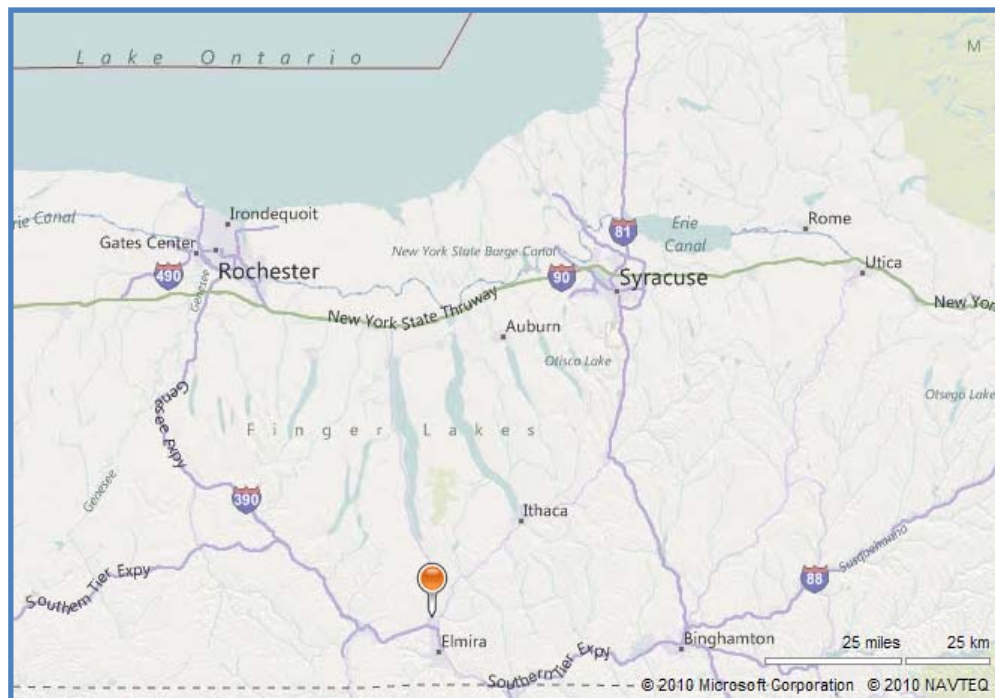 Lake Ontario
M
Irondequoit
Erie Canal
Gates Center
Rochester
490
Genesee
New York State Barge Canal
81
Erie
Canal
Rome
90
Syracuse
Utica
New York State Thruway
New Yor
Auburn
Otisco Lake
Otsego Lake
Genesee Expy
Finger Lakes
Genesee
390
Ithaca
Southern Tier Expy
88
Susquehanna
Elmira
Binghamton
Southern Tier Expy
25 miles
25 km
© 2010 Microsoft Corporation © 2010 NAVTEQ